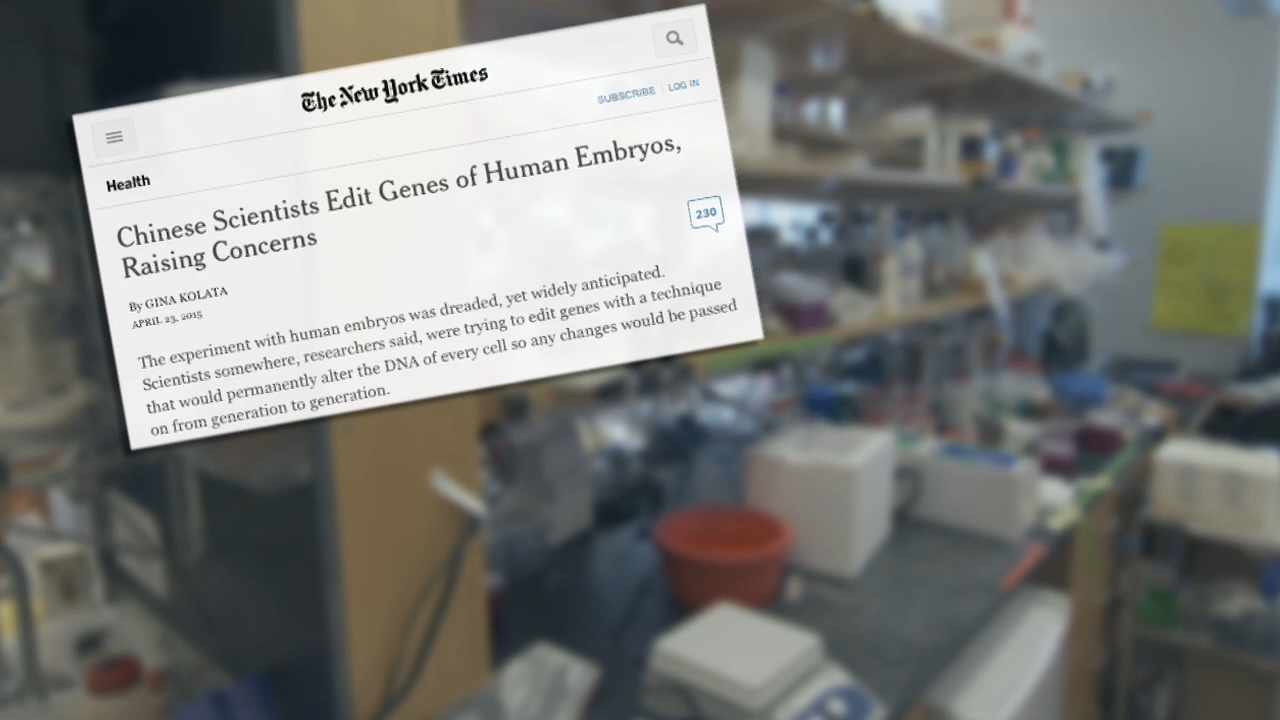 The New York Times
SUBSCRIBE | LOG IN
Health
Chinese Scientists Edit Genes of Human Embryos,
Raising Concerns
230
By GINA KOLATA
APRIL 23, 2015
The experiment with human embryos was dreaded, yet widely anticipated.
Scientists somewhere, researchers said, were trying to edit genes with a technique
that would permanently alter the DNA of every cell so any changes would be passed
on from generation to generation.